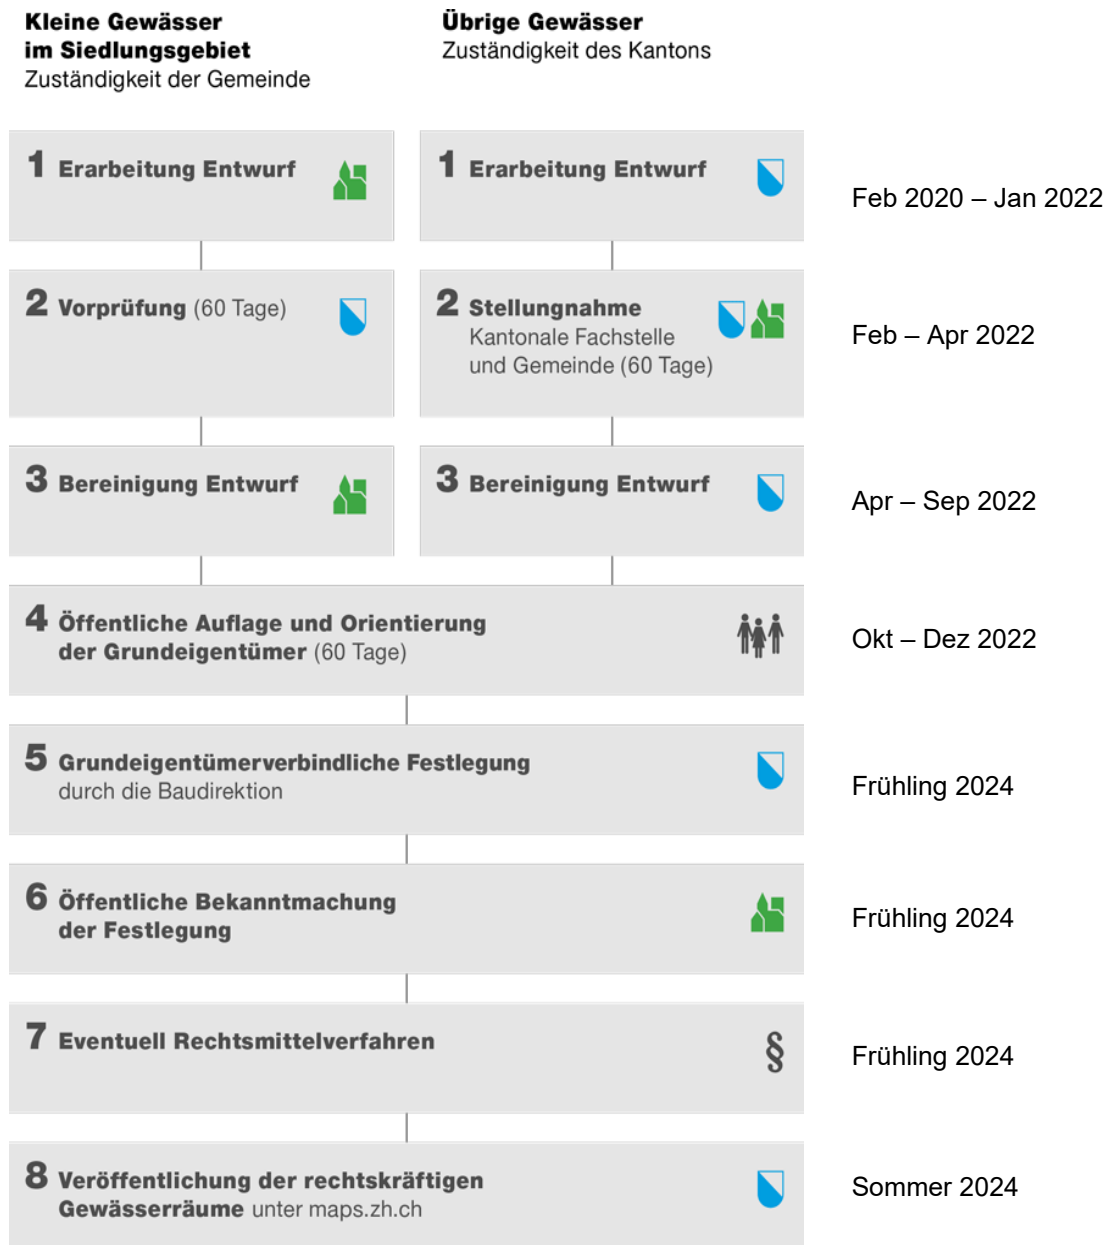 Kleine Gewässer
im Siedlungsgebiet
Zuständigkeit der Gemeinde
Übrige Gewässer
Zuständigkeit des Kantons
1 Erarbeitung Entwurf
1 Erarbeitung Entwurf
Feb 2020 – Jan 2022
2 Vorprüfung (60 Tage)
2 Stellungnahme
Kantonale Fachstelle
und Gemeinde (60 Tage)
Feb – Apr 2022
3 Bereinigung Entwurf
3 Bereinigung Entwurf
Apr – Sep 2022
4 Öffentliche Auflage und Orientierung
der Grundeigentümer (60 Tage)
Okt – Dez 2022
5 Grundeigentümerverbindliche Festlegung
durch die Baudirektion
Frühling 2024
6 Öffentliche Bekanntmachung
der Festlegung
Frühling 2024
7 Eventuell Rechtsmittelverfahren
§
Frühling 2024
8 Veröffentlichung der rechtskräftigen
Gewässerräume unter maps.zh.ch
Sommer 2024